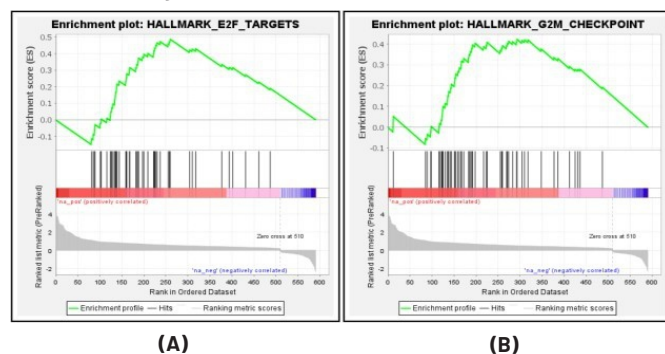 Enrichment plot: HALLMARK_E2F_TARGETS
Enrichment score (ES)
0.5
0.4
0.3
0.2
0.1
0.0
-0.1
'na_pos' (positively correlated)
Ranked list metric (PreRanked)
4
2
0
-2
Zero cross at 510
'na_neg' (negatively correlated)
0 50 100 150 200 250 300 350 400 450 500 550 600
Rank in Ordered Dataset
Enrichment profile Hits Ranking metric scores
(A)
Enrichment plot: HALLMARK_G2M_CHECKPOINT
Enrichment score (ES)
0.4
0.3
0.2
0.1
0.0
-0.1
'na_pos' (positively correlated)
Ranked list metric (PreRanked)
4
2
0
-2
Zero cross at 510
'na_neg' (negatively correlated)
0 50 100 150 200 250 300 350 400 450 500 550 600
Rank in Ordered Dataset
Enrichment profile Hits Ranking metric scores
(B)